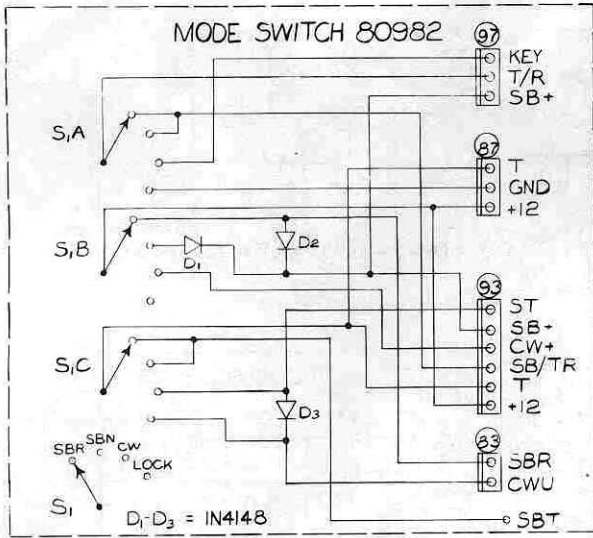 MODE SWITCH 80982
97
KEY
T/R
SB+
S1A
87
T
GND
+12
S1B
D1
D2
93
ST
SB+
CW+
SB/TR
T
+12
S1C
D3
83
SBR
CWU
SBT
SBR
SBN
CW
LOCK
S1
D1-D3 = 1N4148